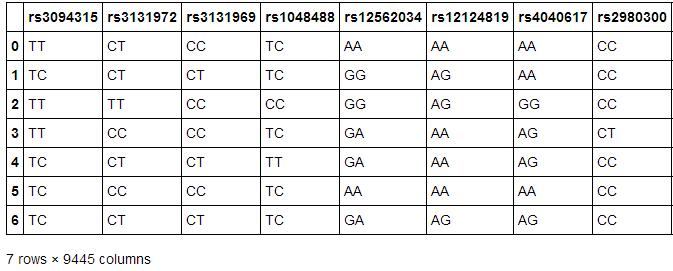 rs3094315 rs3131972 rs3131969 rs1048488 rs12562034 rs12124819 rs4040617 rs2980300
0 TT CT CC TC AA AA AA CC
1 TC CT CT TC GG AG AA CC
2 TT TT CC CC GG AG GG CC
3 TT CC CC TC GA AA AG CT
4 TC CT CT TT GA AA AG CC
5 TC CC CC TC AA AA AA CC
6 TC CT CT TC GA AG AG CC
7 rows × 9445 columns